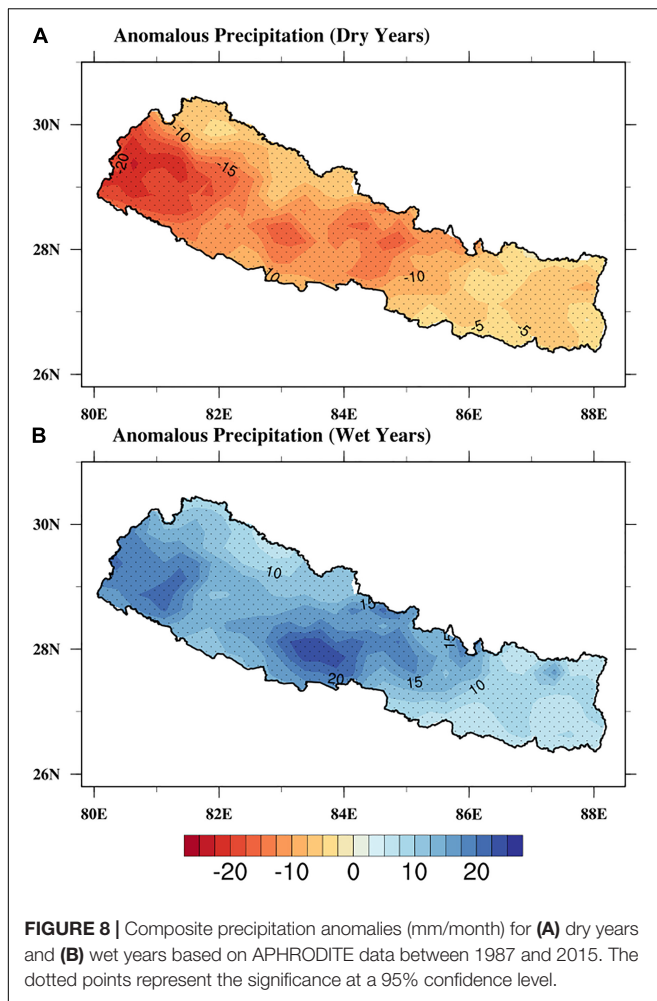 A
Anomalous Precipitation (Dry Years)
30N
28N
26N
-10
-20
-15
10
-10
-5
-5
80E 82E 84E 86E 88E
B
Anomalous Precipitation (Wet Years)
30N
28N
26N
10
15
15
20
15
10
80E 82E 84E 86E 88E
-20 -10 0 10 20
FIGURE 8 | Composite precipitation anomalies (mm/month) for (A) dry years
and (B) wet years based on APHRODITE data between 1987 and 2015. The
dotted points represent the significance at a 95% confidence level.